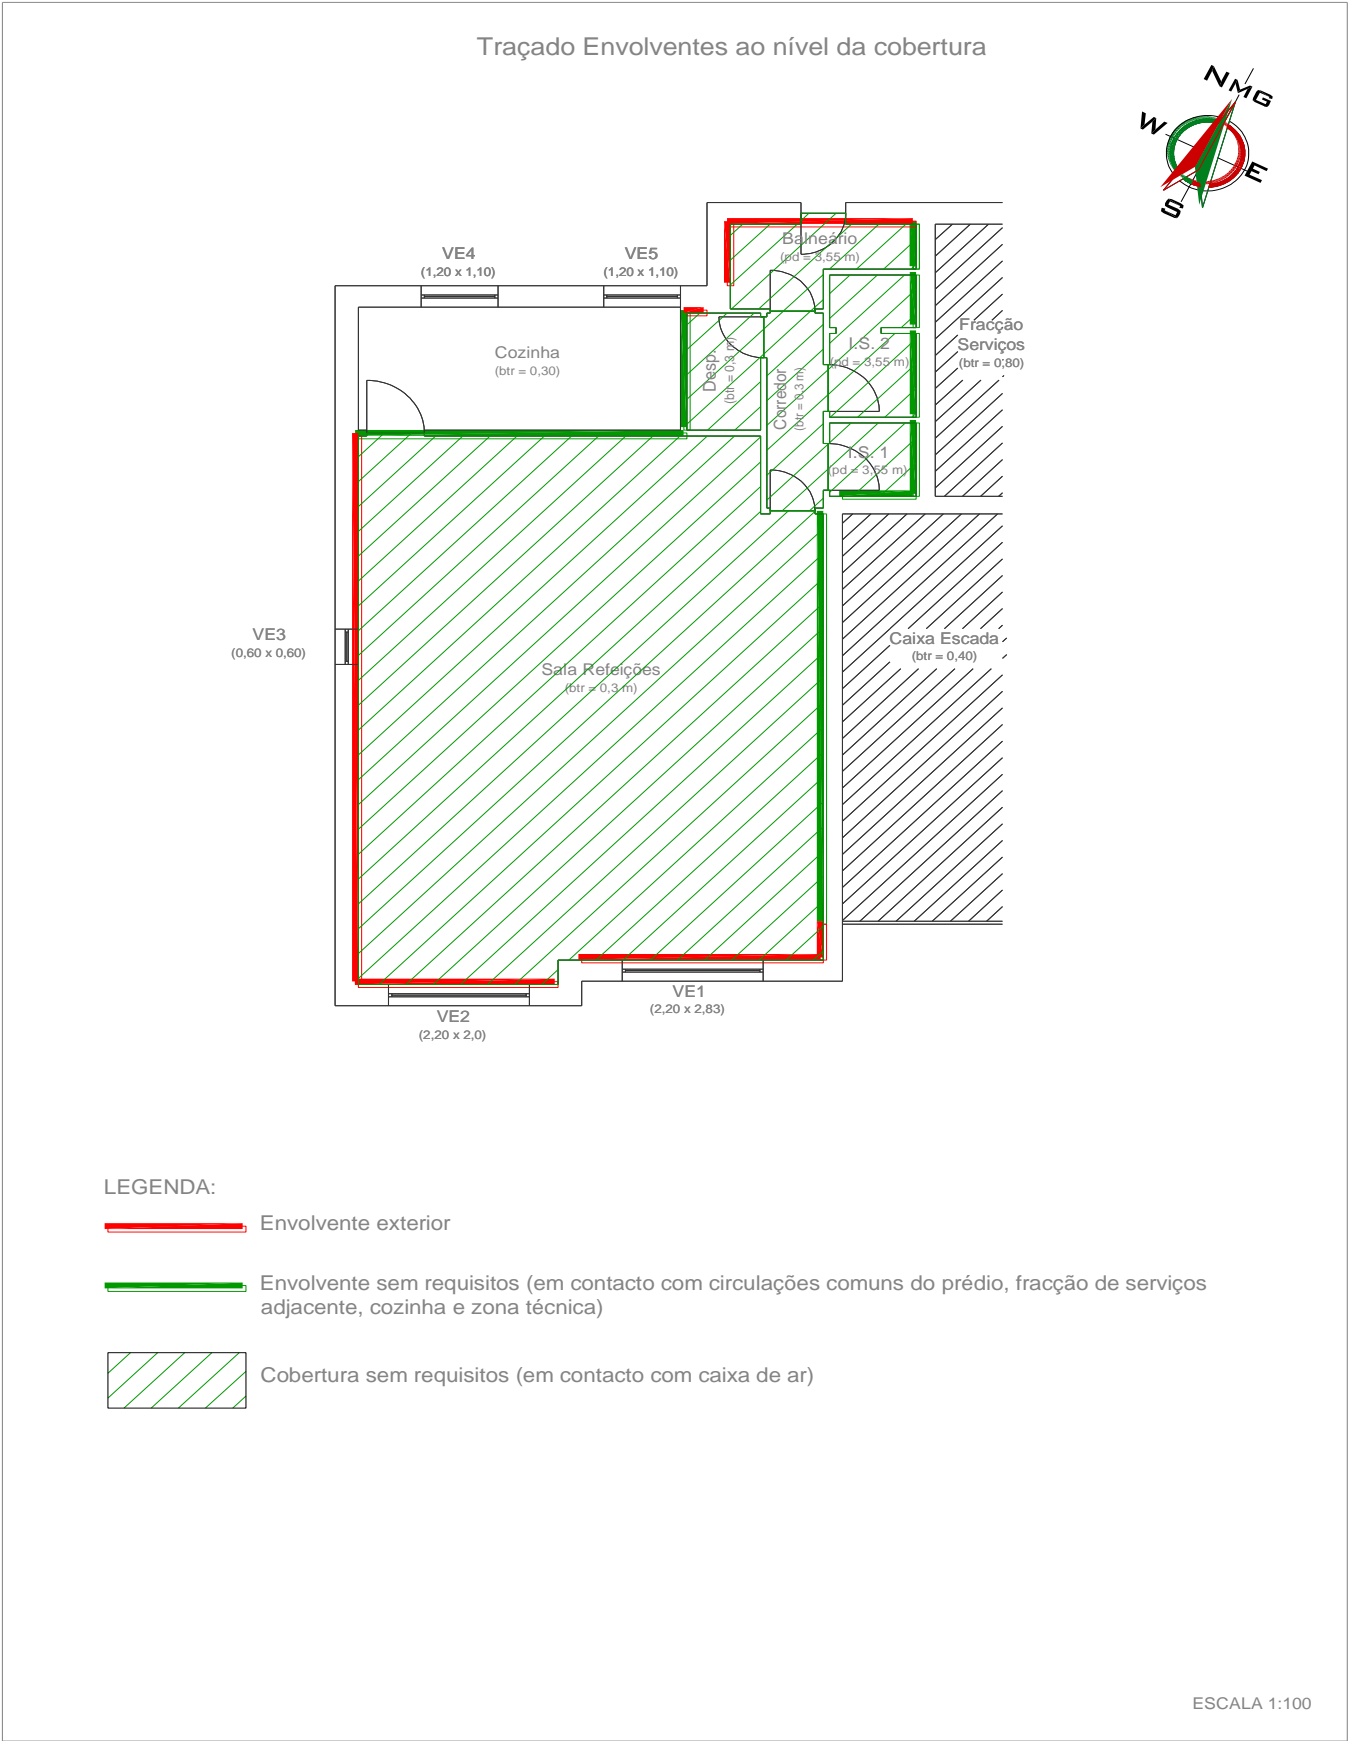 Traçado Envolventes ao nível da cobertura
NMG
W
E
S
VE4
(1,20 x 1,10)
VE5
(1,20 x 1,10)
Balneário
(pd = 3,55 m)
Cozinha
(btr = 0,30)
Desp.
(btr = 0,3 m)
Corredor
(btr = 0,3 m)
I.S. 2
(pd = 3,55 m)
Fracção
Serviços
(btr = 0,80)
I.S. 1
(pd = 3,55 m)
VE3
(0,60 x 0,60)
Sala Refeições
(btr = 0,3 m)
Caixa Escada
(btr = 0,40)
VE1
(2,20 x 2,83)
VE2
(2,20 x 2,0)
LEGENDA:
Envolvente exterior
Envolvente sem requisitos (em contacto com circulações comuns do prédio, fracção de serviços
adjacente, cozinha e zona técnica)
Cobertura sem requisitos (em contacto com caixa de ar)
ESCALA 1:100